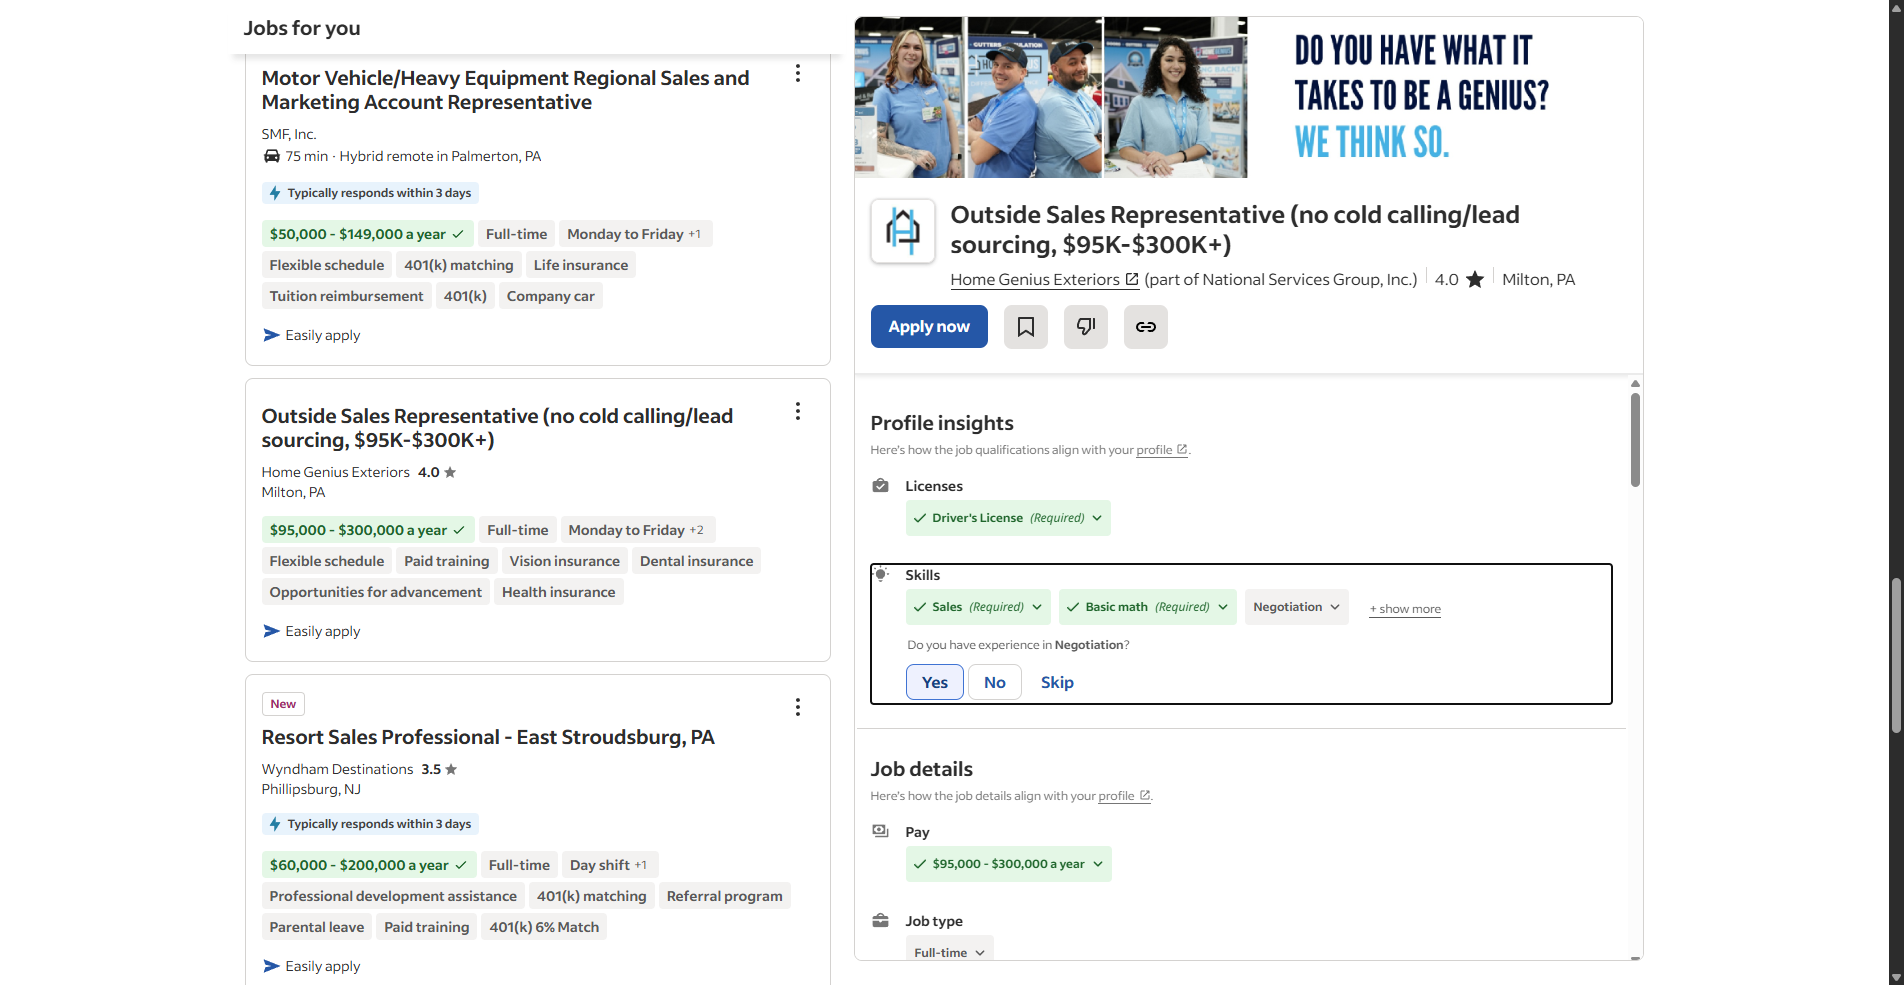 Jobs for you
Motor Vehicle/Heavy Equipment Regional Sales and
Marketing Account Representative
SMF, Inc.
75 min · Hybrid remote in Palmerton, PA
Typically responds within 3 days
$50,000 - $149,000 a year
Full-time
Monday to Friday +1
Flexible schedule
401(k) matching
Life insurance
Tuition reimbursement
401(k)
Company car
Easily apply
Outside Sales Representative (no cold calling/lead
sourcing, $95K-$300K+)
Home Genius Exteriors 4.0
Milton, PA
$95,000 - $300,000 a year
Full-time
Monday to Friday +2
Flexible schedule
Paid training
Vision insurance
Dental insurance
Opportunities for advancement
Health insurance
Easily apply
New
Resort Sales Professional - East Stroudsburg, PA
Wyndham Destinations 3.5
Phillipsburg, NJ
Typically responds within 3 days
$60,000 - $200,000 a year
Full-time
Day shift +1
Professional development assistance
401(k) matching
Referral program
Parental leave
Paid training
401(k) 6% Match
Easily apply
DO YOU HAVE WHAT IT
TAKES TO BE A GENIUS?
WE THINK SO.
Outside Sales Representative (no cold calling/lead
sourcing, $95K-$300K+)
Home Genius Exteriors (part of National Services Group, Inc.) 4.0 Milton, PA
Apply now
Profile insights
Here's how the job qualifications align with your profile.
Licenses
Driver's License (Required)
Skills
Sales (Required)
Basic math (Required)
Negotiation
+ show more
Do you have experience in Negotiation?
Yes
No
Skip
Job details
Here's how the job details align with your profile.
Pay
$95,000 - $300,000 a year
Job type
Full-time